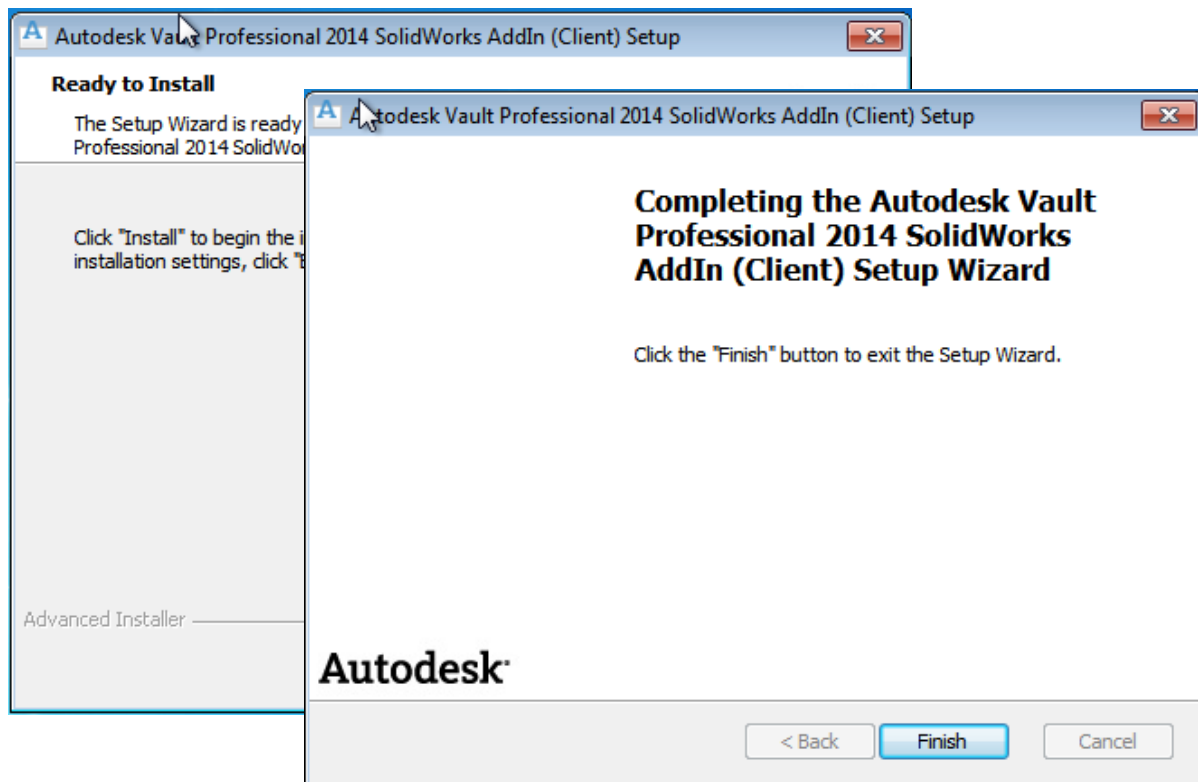 Autodesk Vault Professional 2014 SolidWorks AddIn (Client) Setup
Ready to Install
The Setup Wizard is ready
Professional 2014 SolidWo
Click "Install" to begin the
installation settings, click
Advanced Installer
Autodesk Vault Professional 2014 SolidWorks AddIn (Client) Setup
Completing the Autodesk Vault
Professional 2014 SolidWorks
AddIn (Client) Setup Wizard
Click the "Finish" button to exit the Setup Wizard.
Autodesk
< Back
Finish
Cancel